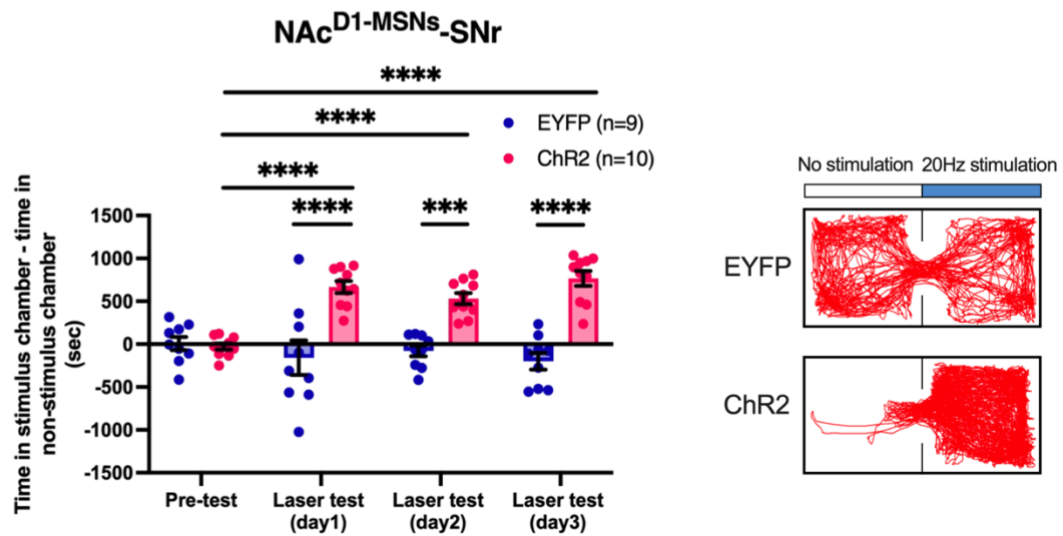 NAcD1-MSNs-SNr
****
****
****
**** *** ****
EYFP (n=9)
ChR2 (n=10)
Time in stimulus chamber - time in
non-stimulus chamber
(sec)
1500
1000
500
0
-500
-1000
-1500
Pre-test
Laser test
(day1)
Laser test
(day2)
Laser test
(day3)
No stimulation 20Hz stimulation
EYFP
ChR2